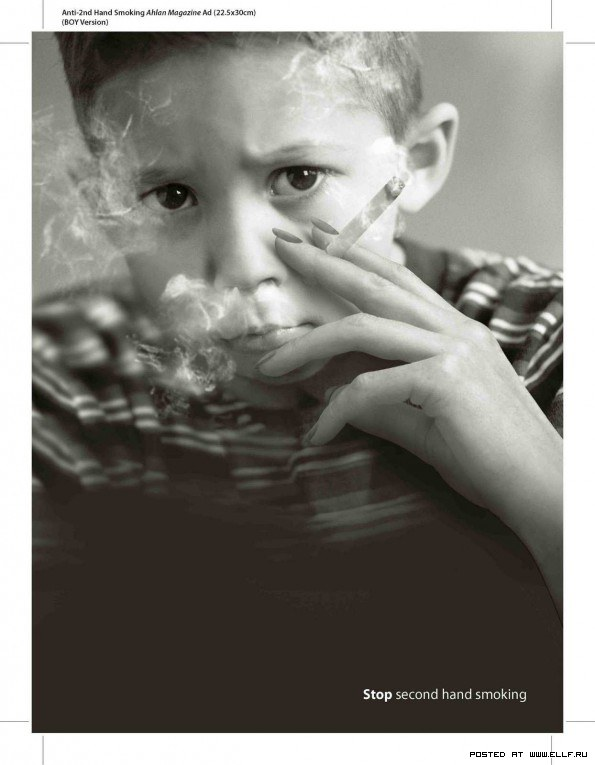 Anti-2nd Hand Smoking Ahlan Magazine Ad (22.5x30cm)
(BOY Version)
Stop second hand smoking
POSTED AT WWW.ELLF.RU